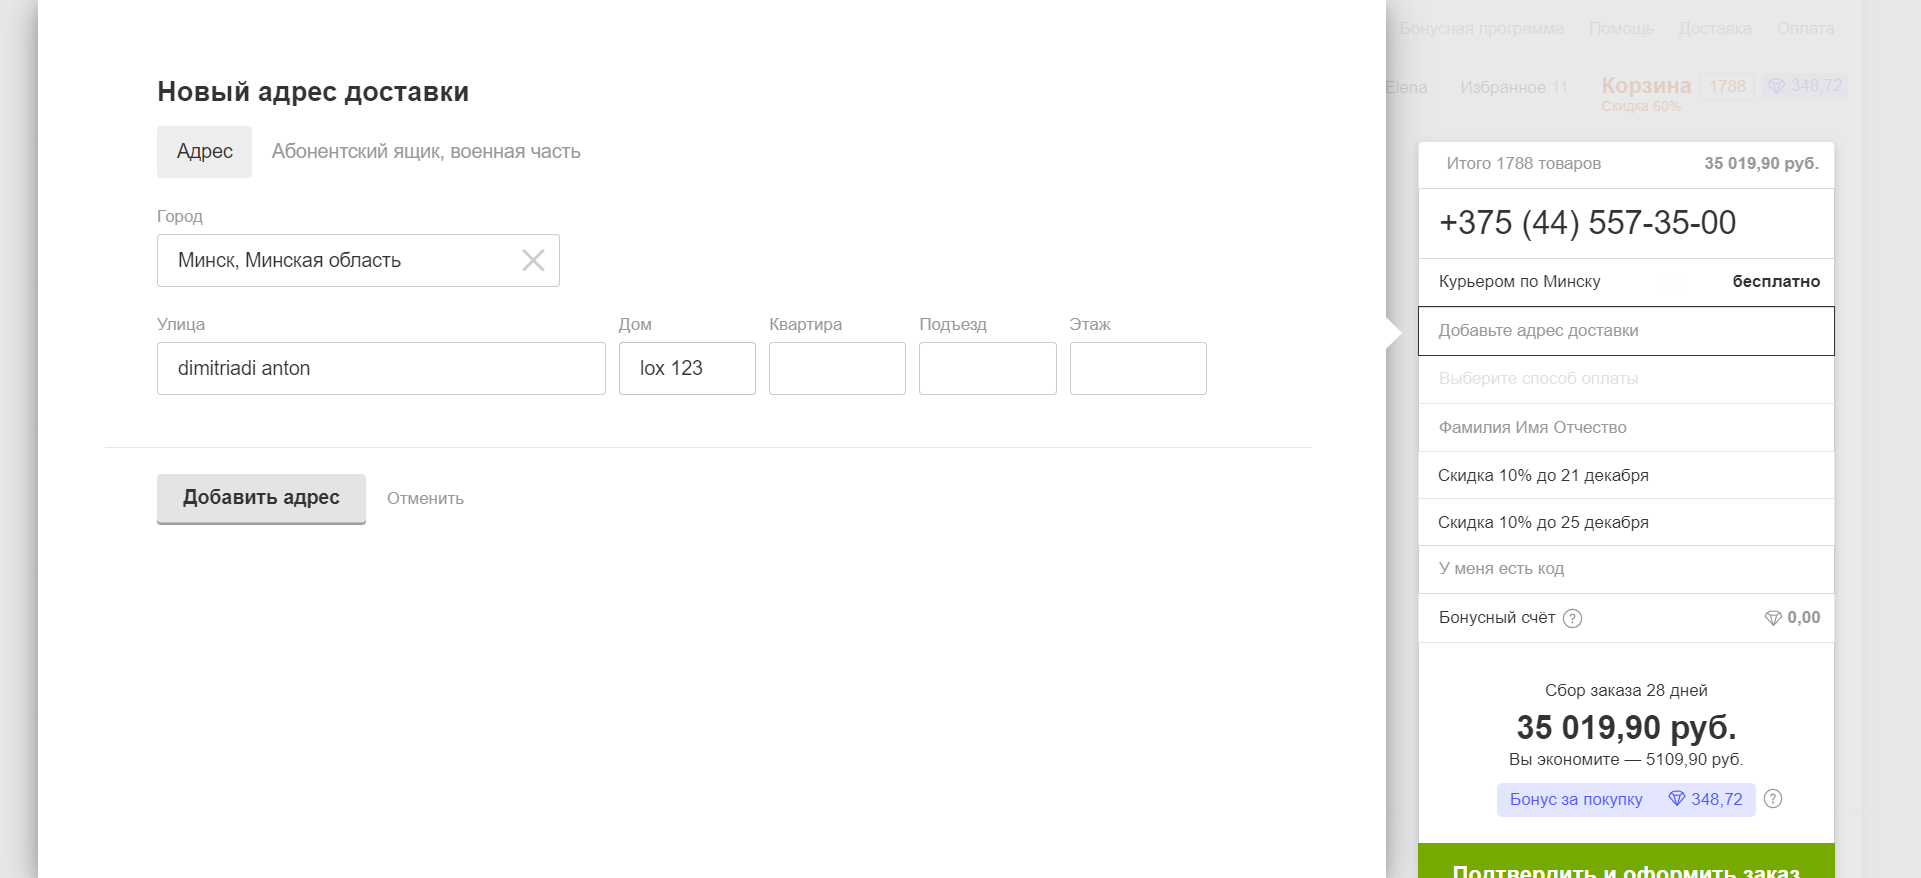 Бонусная программа Помощь Доставка Оплата
Elena Избранное 11 Корзина 1788 348,72
Скидка 60%
Новый адрес доставки
Адрес Абонентский ящик, военная часть
Город
Минск, Минская область
Улица Дом Квартира Подъезд Этаж
dimitriadi anton lox 123
Добавить адрес Отменить
Итого 1788 товаров 35 019,90 руб.
+375 (44) 557-35-00
Курьером по Минску бесплатно
Добавьте адрес доставки
Выберите способ оплаты
Фамилия Имя Отчество
Скидка 10% до 21 декабря
Скидка 10% до 25 декабря
У меня есть код
Бонусный счёт ? 0,00
Сбор заказа 28 дней
35 019,90 руб.
Вы экономите — 5109,90 руб.
Бонус за покупку 348,72 ?
Подтвердить и оформить заказ